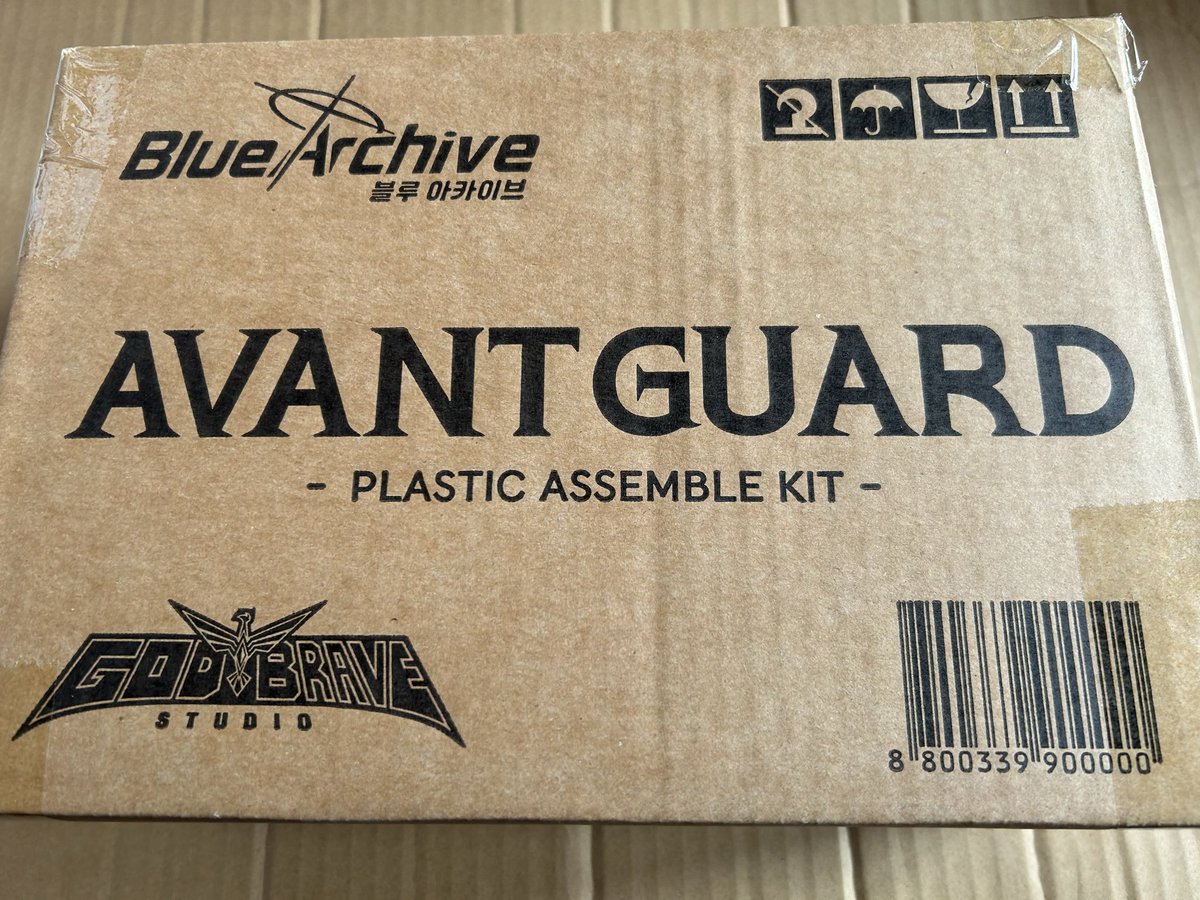 Blue Archive
블루 아카이브
AVANT GUARD
- PLASTIC ASSEMBLE KIT -
GOD BRAVE
STUDIO
8 800339 900000